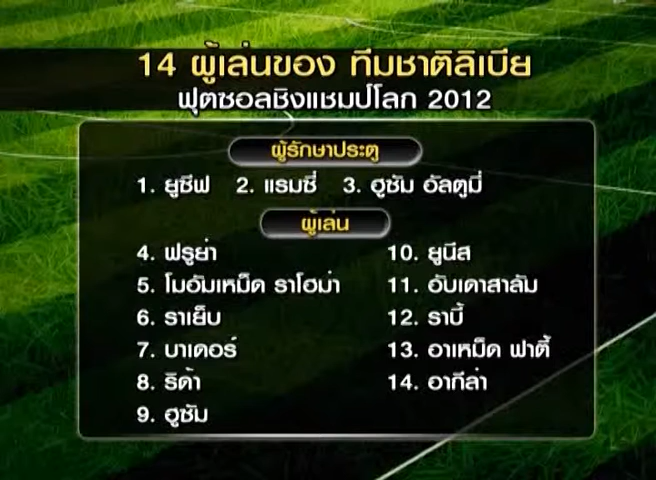 14 ผู้เล่นของ ทีมชาติลิเบีย
ฟุตซอลชิงแชมป์โลก 2012
ผู้รักษาประตู
1. ยูซีฟ 2. แรมซี่ 3. ฮูซัม อัลตูมี่
ผู้เล่น
4. ฟรูย่า
5. โมอัมเหม็ด ราโฮม่า
6. ราเย็บ
7. บาเดอร์
8. ริด้า
9. ฮูซัม
10. ยูนีส
11. อับเดาสาลัม
12. ราบี้
13. อาเหม็ด ฟาตี้
14. อากีล่า